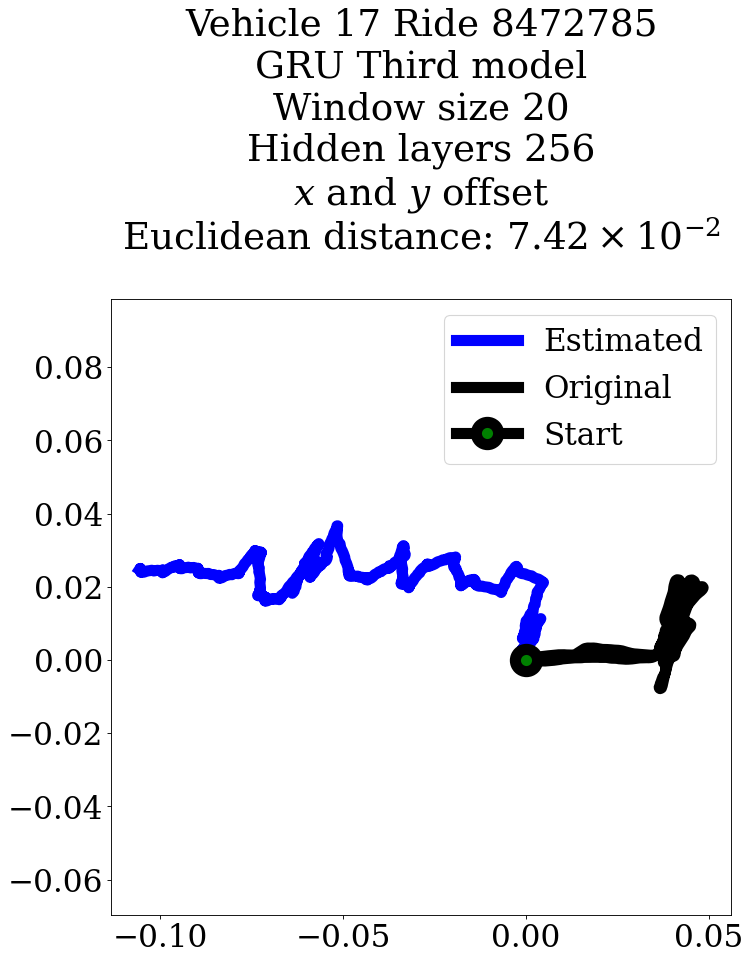 Vehicle 17 Ride 8472785
GRU Third model
Window size 20
Hidden layers 256
x and y offset
Euclidean distance: 7.42 × 10⁻²
Estimated
Original
Start
0.08
0.06
0.04
0.02
0.00
−0.02
−0.04
−0.06
−0.10
−0.05
0.00
0.05